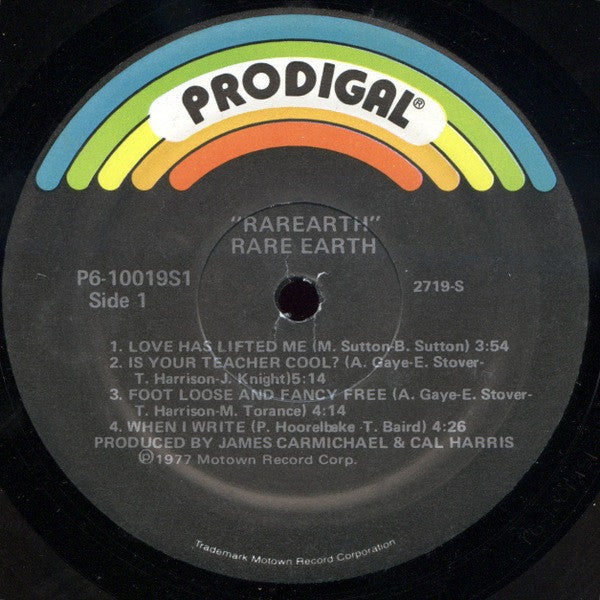 PRODIGAL®
"RAREARTH"
RARE EARTH
P6-10019S1
Side 1
2719-S
1. LOVE HAS LIFTED ME (M. Sutton-B. Sutton) 3:54
2. IS YOUR TEACHER COOL? (A. Gaye-E. Stover-
T. Harrison-J. Knight)5:14
3. FOOT LOOSE AND FANCY FREE (A. Gaye-E. Stover-
T. Harrison-M. Torance) 4:14
4. WHEN I WRITE (P. Hoorelbeke-T. Baird) 4:26
PRODUCED BY JAMES CARMICHAEL & CAL HARRIS
℗1977 Motown Record Corp.
Trademark Motown Record Corporation